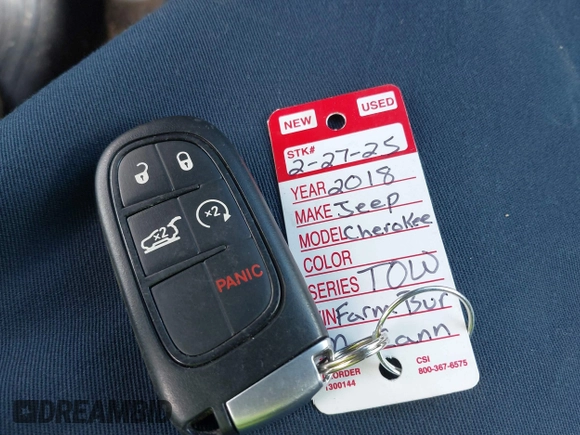 NEW
USED
STK# 2-27-25
YEAR 2018
MAKE Jeep
MODEL Cherokee
COLOR
SERIES TOW
Farm Bur
CSI
800-367-6575
1300144
x2
x2
PANIC
DREAMBID